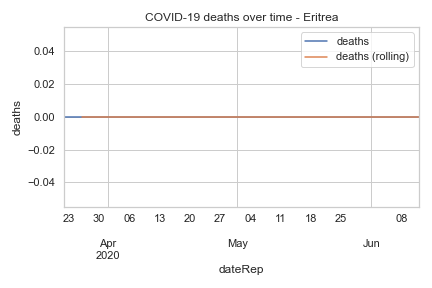 COVID-19 deaths over time - Eritrea
deaths
deaths (rolling)
0.04
0.02
0.00
−0.02
−0.04
deaths
23 30 06 13 20 27 04 11 18 25 08
Apr May Jun
2020
dateRep